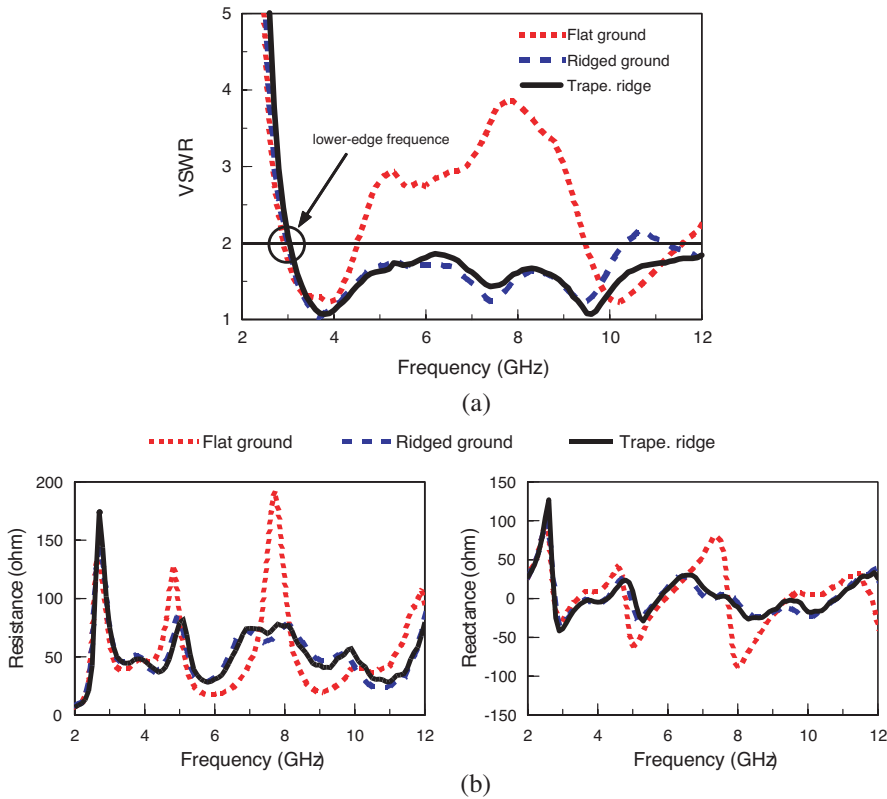 5
4
3
2
1
VSWR
Flat ground
Ridged ground
Trape. ridge
lower-edge frequence
2 4 6 8 10 12
Frequency (GHz)
(a)
Flat ground Ridged ground Trape. ridge
200
150
100
50
0
Resistance (ohm)
2 4 6 8 10 12
Frequency (GHz)
150
100
50
0
-50
-100
-150
Reactance (ohm)
2 4 6 8 10 12
Frequency (GHz)
(b)